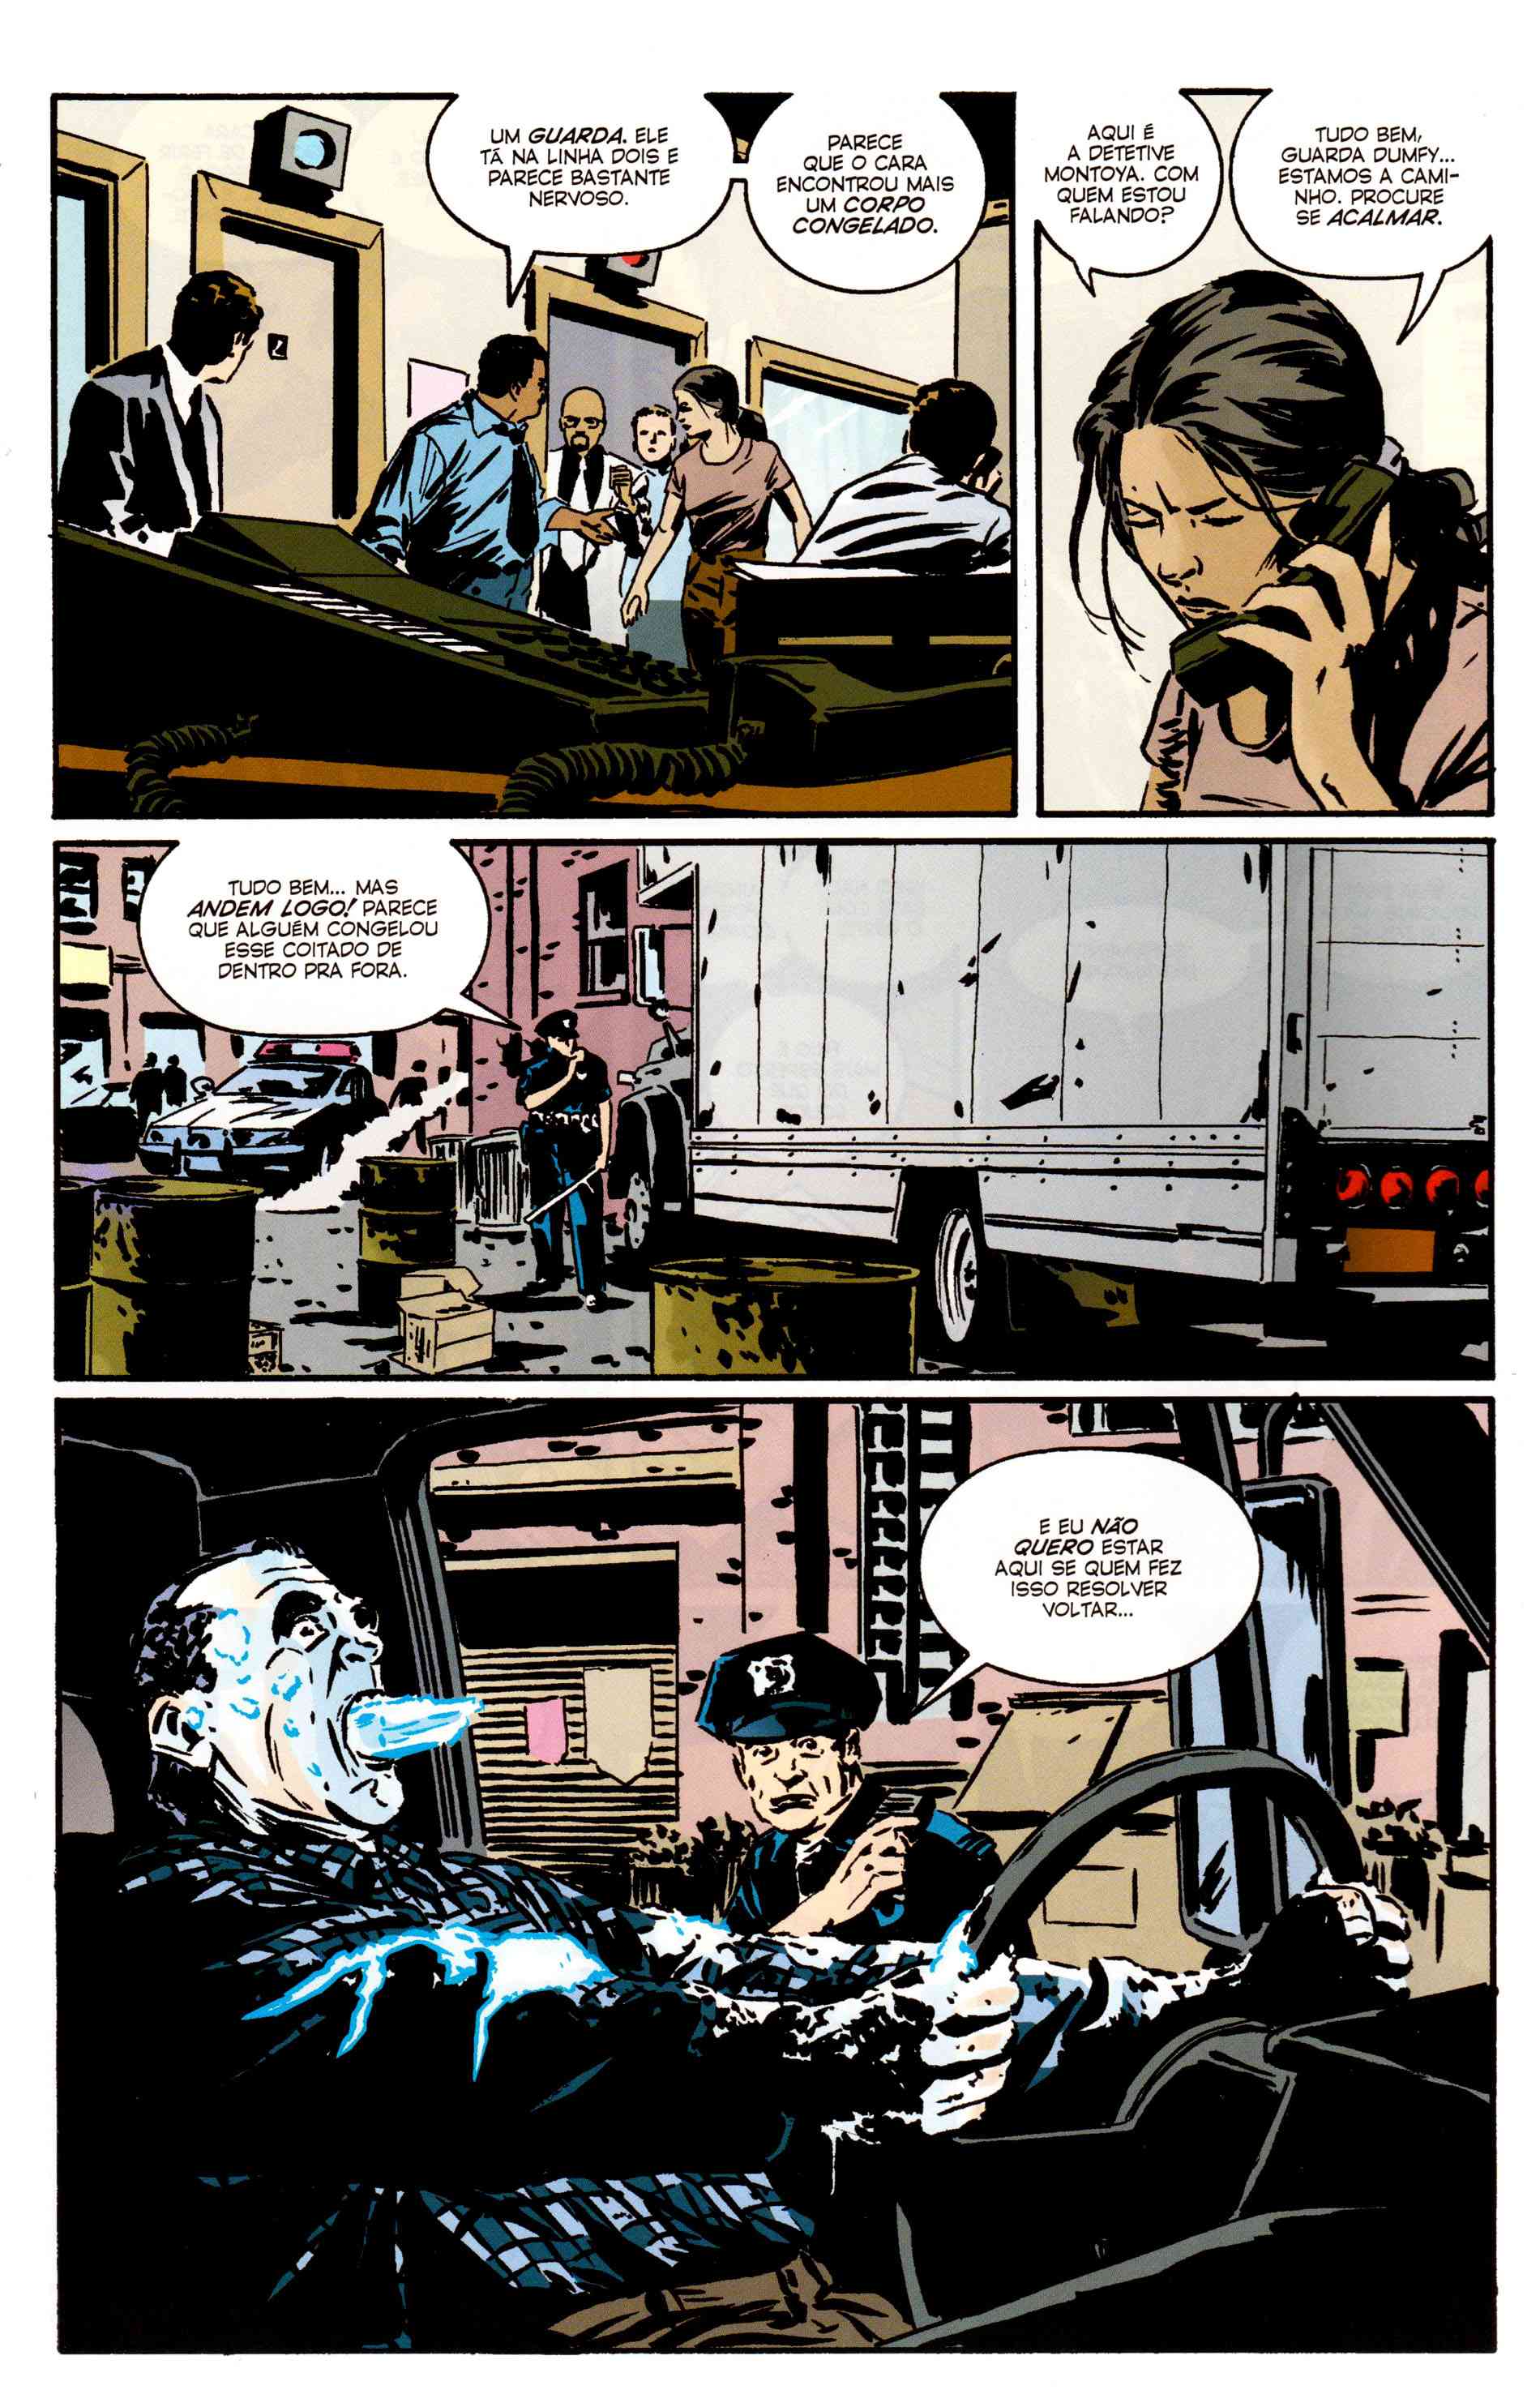 UM GUARDA. ELE
TÁ NA LINHA DOIS E
PARECE BASTANTE
NERVOSO.
PARECE
QUE O CARA
ENCONTROU MAIS
UM CORPO
CONGELADO.
AQUI É
A DETETIVE
MONTOYA. COM
QUEM ESTOU
FALANDO?
TUDO BEM,
GUARDA DUMFY...
ESTAMOS A CAMI-
NHO. PROCURE
SE ACALMAR.
TUDO BEM... MAS
ANDEM LOGO! PARECE
QUE ALGUÉM CONGELOU
ESSE COITADO DE
DENTRO PRA FORA.
E EU NÃO
QUERO ESTAR
AQUI SE QUEM FEZ
ISSO RESOLVER
VOLTAR...